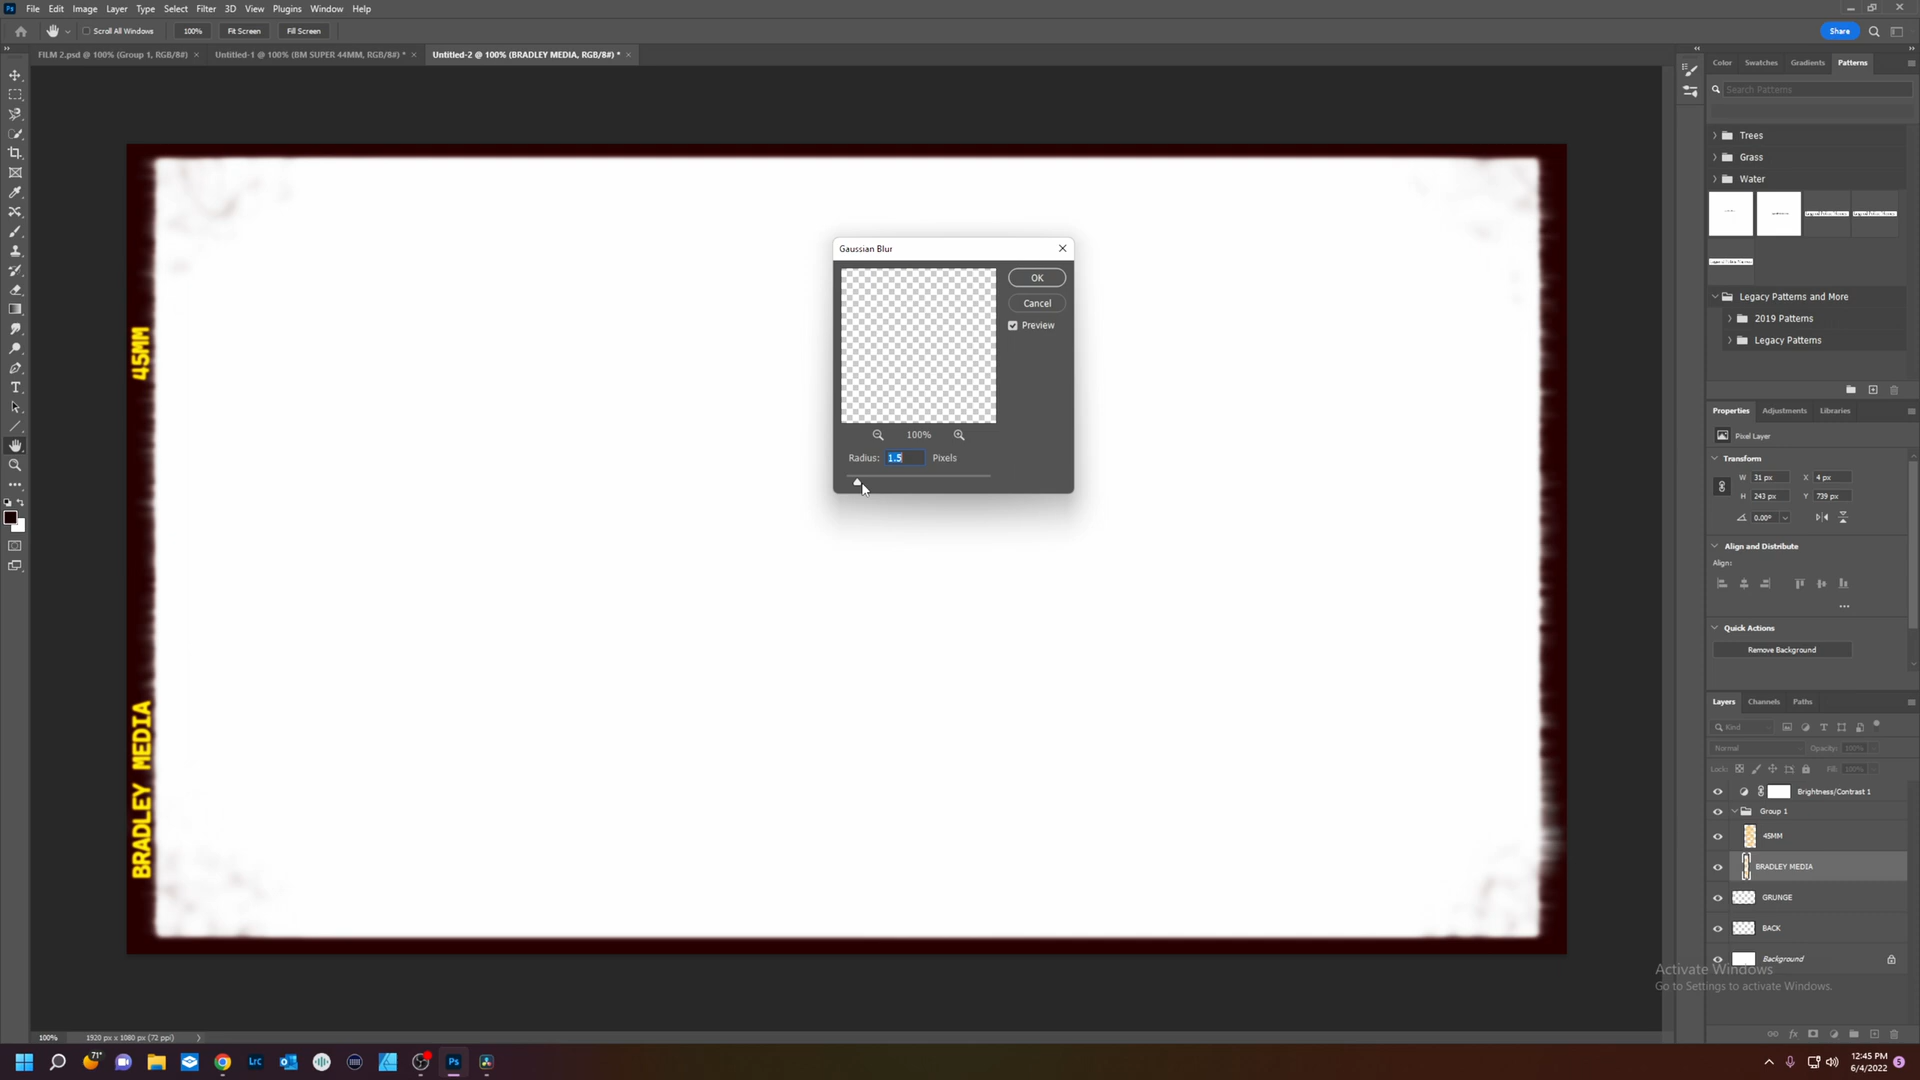 Ps File Edit Image Layer Type Select Filter 3D View Plugins Window Help
Scroll All Windows 100% Fit Screen Fill Screen Share
FILM 2.psd @ 100% (Group 1, RGB/8#) × Untitled-1 @ 100% (BM SUPER 44MM, RGB/8#) * × Untitled-2 @ 100% (BRADLEY MEDIA, RGB/8#) * ×
Color Swatches Gradients Patterns
Search Patterns
Trees
Grass
Water
Legacy Patterns and More
2019 Patterns
Legacy Patterns
Properties Adjustments Libraries
Pixel Layer
Transform
W 31 px X 4 px
H 243 px Y 739 px
0.00°
Align and Distribute
Align:
Quick Actions
Remove Background
Layers Channels Paths
Kind
Normal Opacity: 100%
Lock: Fill: 100%
Brightness/Contrast 1
Group 1
45MM
BRADLEY MEDIA
GRUNGE
BACK
Background
Activate Windows
Go to Settings to activate Windows.
Gaussian Blur
OK
Cancel
Preview
100%
Radius: 1.5 Pixels
45MM
BRADLEY MEDIA
100% 1920 px x 1080 px (72 ppi)
71° LrC Ps
12:45 PM
6/4/2022
5